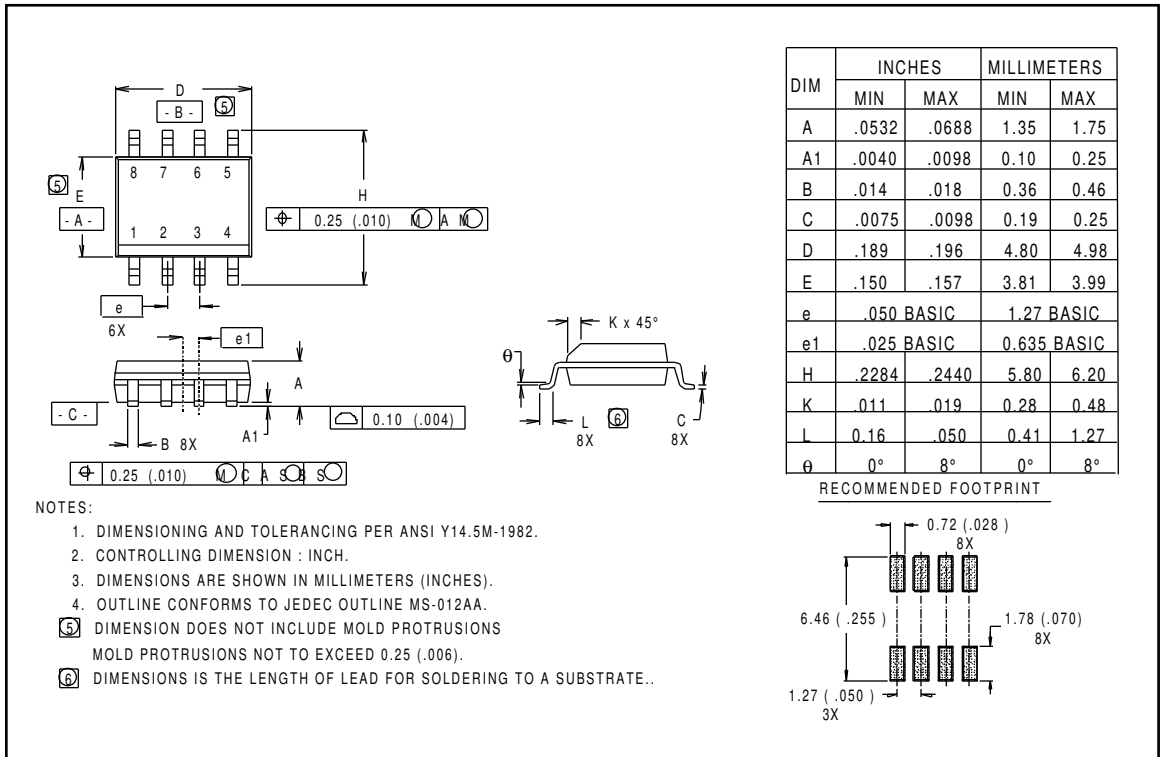 D
- B -
5
8 7 6 5
5
E
- A -
H
0.25 (.010) M A M
1 2 3 4
e
6X
e1
K x 45°
θ
A
- C -
0.10 (.004)
A1
B 8X
L
8X
6
C
8X
0.25 (.010) M C A S B S
NOTES:
1. DIMENSIONING AND TOLERANCING PER ANSI Y14.5M-1982.
2. CONTROLLING DIMENSION : INCH.
3. DIMENSIONS ARE SHOWN IN MILLIMETERS (INCHES).
4. OUTLINE CONFORMS TO JEDEC OUTLINE MS-012AA.
5 DIMENSION DOES NOT INCLUDE MOLD PROTRUSIONS
MOLD PROTRUSIONS NOT TO EXCEED 0.25 (.006).
6 DIMENSIONS IS THE LENGTH OF LEAD FOR SOLDERING TO A SUBSTRATE..
DIM INCHES MILLIMETERS
MIN MAX MIN MAX
A .0532 .0688 1.35 1.75
A1 .0040 .0098 0.10 0.25
B .014 .018 0.36 0.46
C .0075 .0098 0.19 0.25
D .189 .196 4.80 4.98
E .150 .157 3.81 3.99
e .050 BASIC 1.27 BASIC
e1 .025 BASIC 0.635 BASIC
H .2284 .2440 5.80 6.20
K .011 .019 0.28 0.48
L 0.16 .050 0.41 1.27
θ 0° 8° 0° 8°
RECOMMENDED FOOTPRINT
0.72 (.028 )
8X
6.46 ( .255 )
1.78 (.070)
8X
1.27 ( .050 )
3X